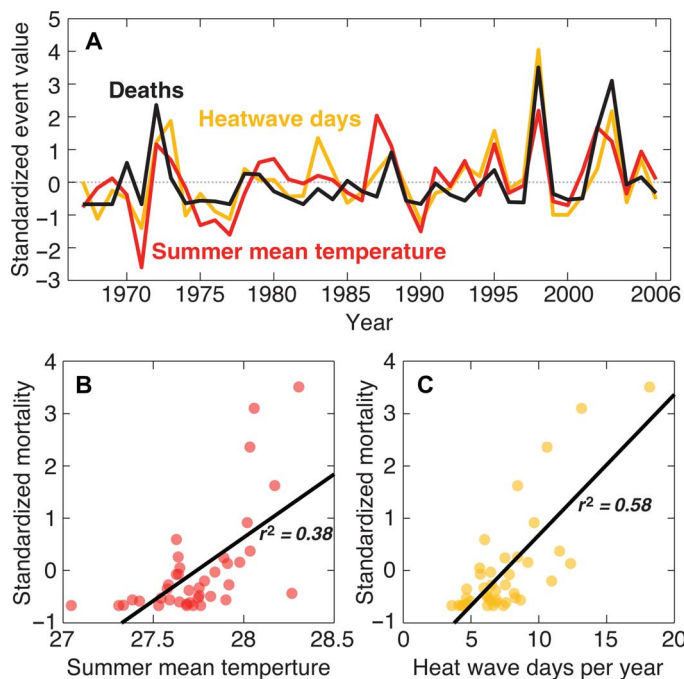 A
Deaths
Heatwave days
Summer mean temperature
Standardized event value
5
4
3
2
1
0
−1
−2
−3
1970 1975 1980 1985 1990 1995 2000 2006
Year
B
r² = 0.38
Standardized mortality
4
3
2
1
0
−1
27 27.5 28 28.5
Summer mean temperture
C
r² = 0.58
Standardized mortality
4
3
2
1
0
−1
0 5 10 15 20
Heat wave days per year